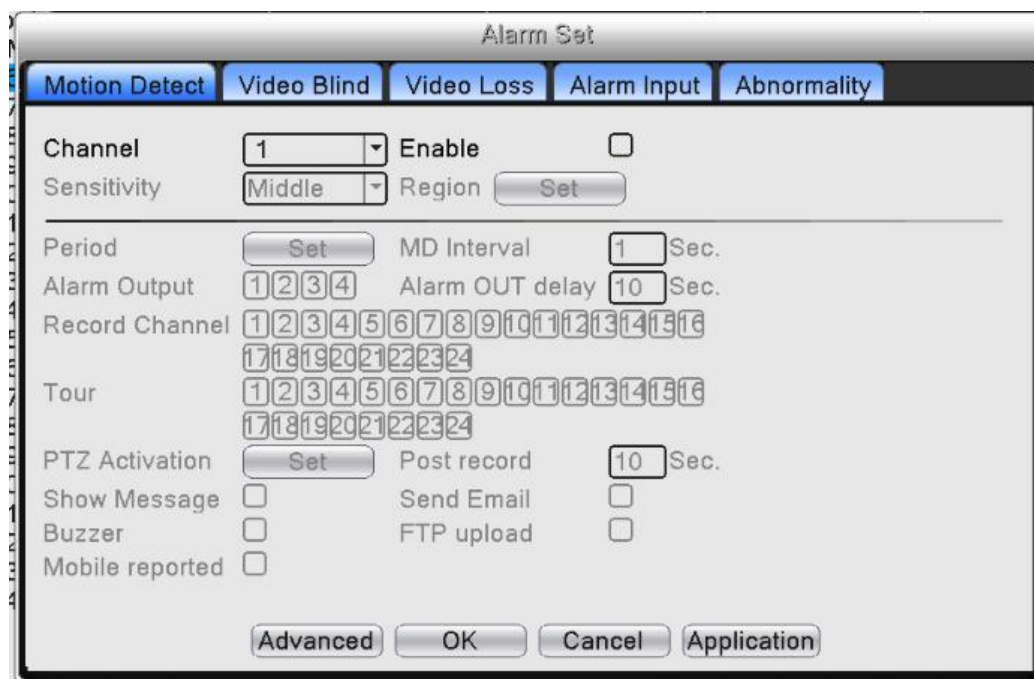 Alarm Set
Motion Detect Video Blind Video Loss Alarm Input Abnormality
Channel 1 Enable
Sensitivity Middle Region Set
Period Set MD Interval 1 Sec.
Alarm Output 1 2 3 4 Alarm OUT delay 10 Sec.
Record Channel 1 2 3 4 5 6 7 8 9 10 11 12 13 14 15 16
17 18 19 20 21 22 23 24
Tour 1 2 3 4 5 6 7 8 9 10 11 12 13 14 15 16
17 18 19 20 21 22 23 24
PTZ Activation Set Post record 10 Sec.
Show Message Send Email
Buzzer FTP upload
Mobile reported
Advanced OK Cancel Application